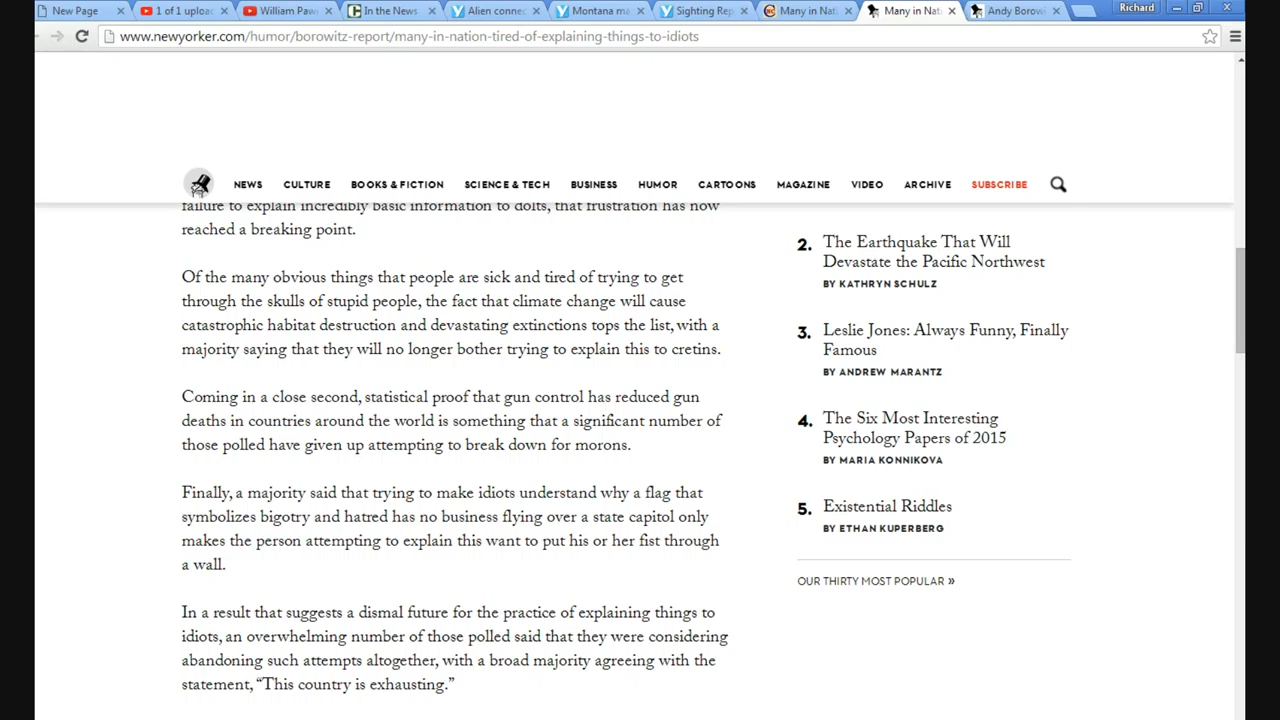 New Page
1 of 1 uploa
William Paw
In the News
Alien connec
Montana ma
Sighting Rep
Many in Nati
Many in Nati
Andy Borowi
Richard
www.newyorker.com/humor/borowitz-report/many-in-nation-tired-of-explaining-things-to-idiots
NEWS CULTURE BOOKS & FICTION SCIENCE & TECH BUSINESS HUMOR CARTOONS MAGAZINE VIDEO ARCHIVE SUBSCRIBE
failure to explain incredibly basic information to dolts, that frustration has now
reached a breaking point.
Of the many obvious things that people are sick and tired of trying to get
through the skulls of stupid people, the fact that climate change will cause
catastrophic habitat destruction and devastating extinctions tops the list, with a
majority saying that they will no longer bother trying to explain this to cretins.
Coming in a close second, statistical proof that gun control has reduced gun
deaths in countries around the world is something that a significant number of
those polled have given up attempting to break down for morons.
Finally, a majority said that trying to make idiots understand why a flag that
symbolizes bigotry and hatred has no business flying over a state capitol only
makes the person attempting to explain this want to put his or her fist through
a wall.
In a result that suggests a dismal future for the practice of explaining things to
idiots, an overwhelming number of those polled said that they were considering
abandoning such attempts altogether, with a broad majority agreeing with the
statement, “This country is exhausting.”
2. The Earthquake That Will
Devastate the Pacific Northwest
BY KATHRYN SCHULZ
3. Leslie Jones: Always Funny, Finally
Famous
BY ANDREW MARANTZ
4. The Six Most Interesting
Psychology Papers of 2015
BY MARIA KONNIKOVA
5. Existential Riddles
BY ETHAN KUPERBERG
OUR THIRTY MOST POPULAR »